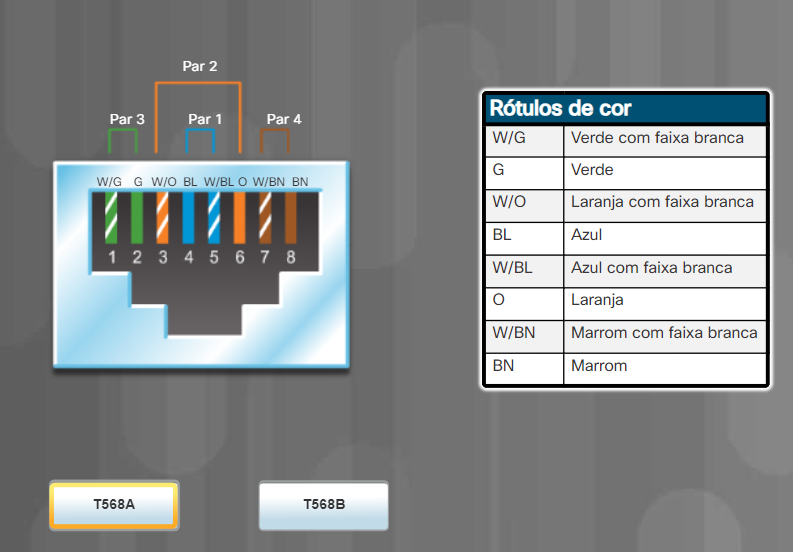 Par 2
Par 3 Par 1 Par 4
W/G G W/O BL W/BL O W/BN BN
1 2 3 4 5 6 7 8
T568A T568B
Rótulos de cor
W/G Verde com faixa branca
G Verde
W/O Laranja com faixa branca
BL Azul
W/BL Azul com faixa branca
O Laranja
W/BN Marrom com faixa branca
BN Marrom